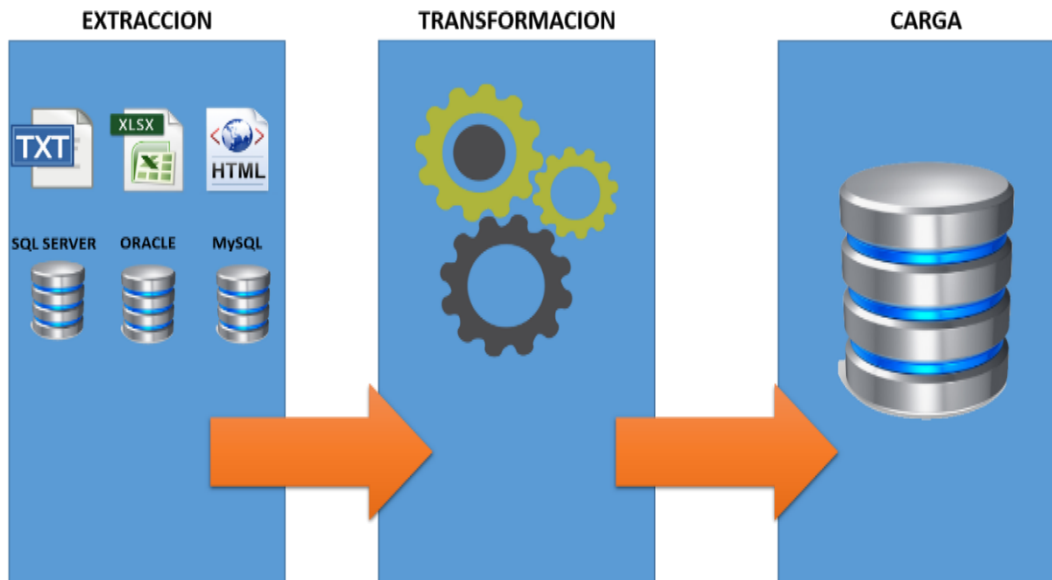 EXTRACCION
TRANSFORMACION
CARGA
TXT
XLSX
X
HTML
SQL SERVER
ORACLE
MySQL